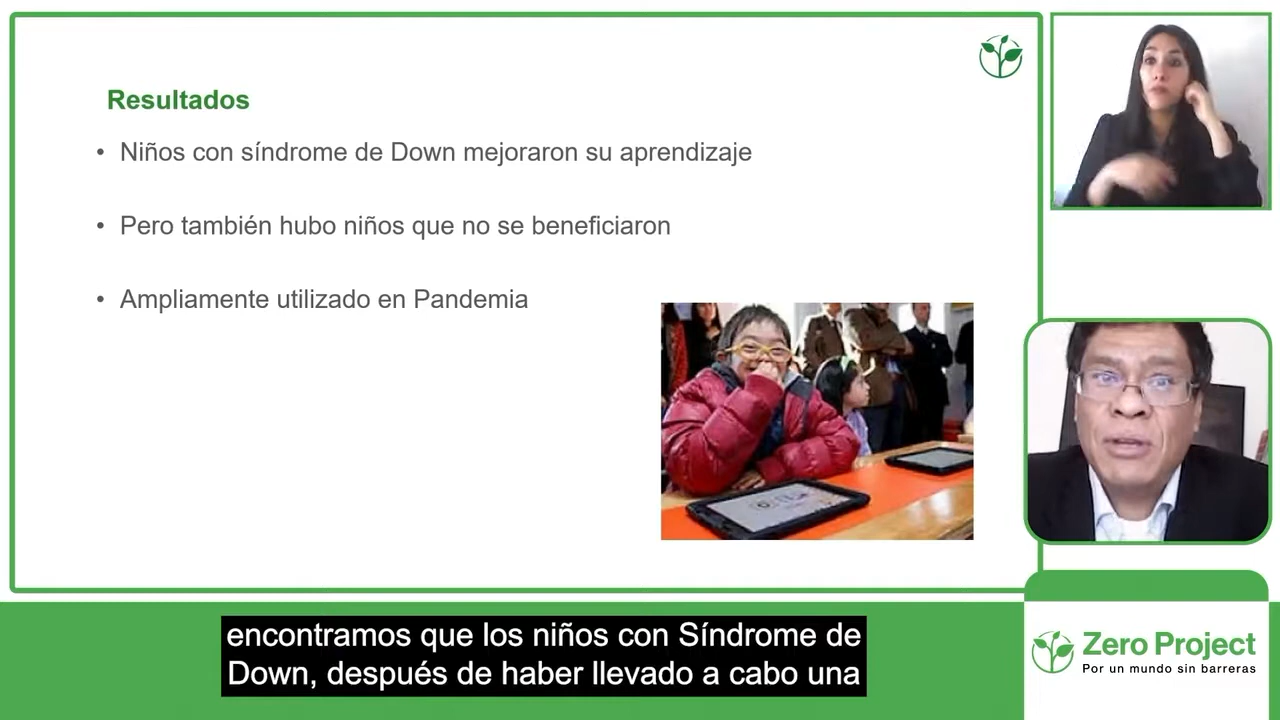 Resultados
• Niños con síndrome de Down mejoraron su aprendizaje
• Pero también hubo niños que no se beneficiaron
• Ampliamente utilizado en Pandemia
encontramos que los niños con Síndrome de
Down, después de haber llevado a cabo una
Zero Project
Por un mundo sin barreras